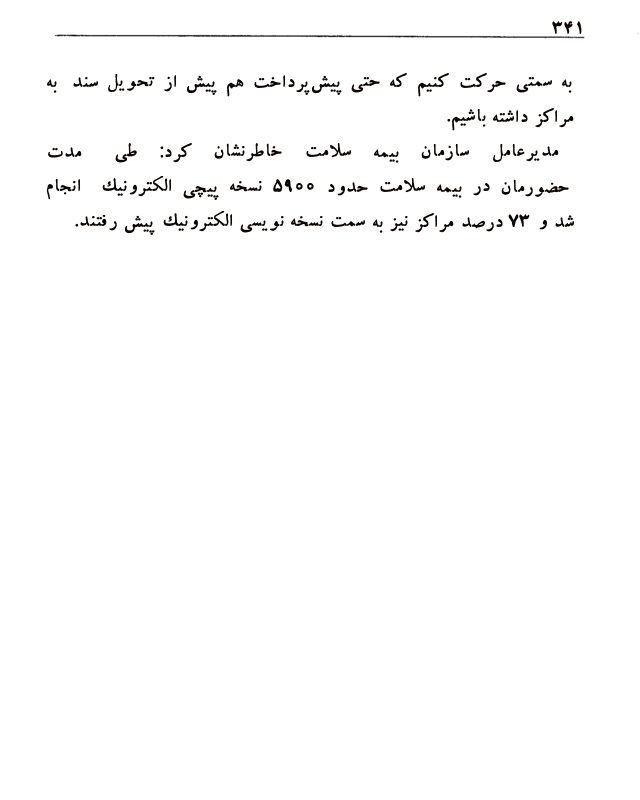 ۳۴۱
به سمتی حرکت کنیم که حتی پیش‌پرداخت هم پیش از تحویل سند به
مراکز داشته باشیم.
مدیرعامل سازمان بیمه سلامت خاطرنشان کرد: طی مدت
حضورمان در بیمه سلامت حدود ۵۹۰۰ نسخه پیچی الکترونیك انجام
شد و ۷۳ درصد مراکز نیز به سمت نسخه نویسی الکترونیك پیش رفتند.